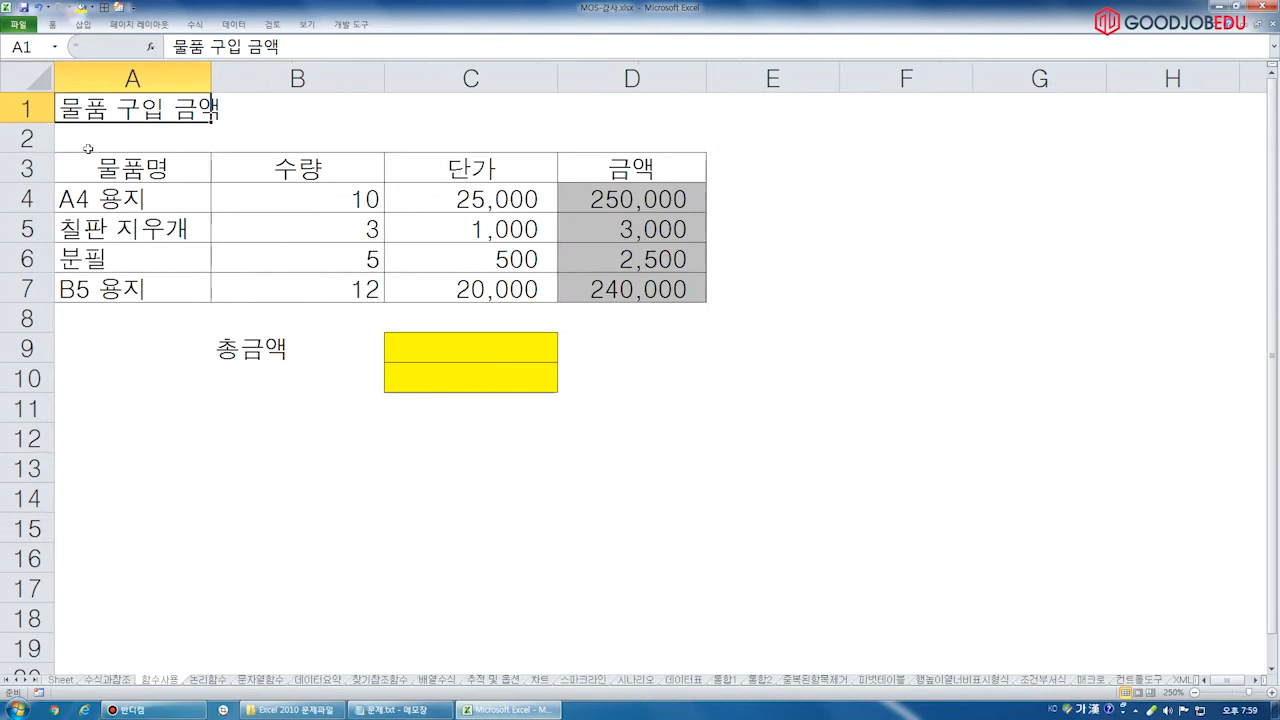 MOS-감사.xlsx - Microsoft Excel
파일 홈 삽입 페이지 레이아웃 수식 데이터 검토 보기 개발 도구
GOODJOBEDU
A1 fx 물품 구입 금액
A B C D E F G H
1 물품 구입 금액
2
3 물품명 수량 단가 금액
4 A4 용지 10 25,000 250,000
5 칠판 지우개 3 1,000 3,000
6 분필 5 500 2,500
7 B5 용지 12 20,000 240,000
8
9 총금액
10
11
12
13
14
15
16
17
18
19
20
Sheet 수식과참조 함수사용 논리함수 문자열함수 데이터요약 찾기참조함수 배열수식 추적 및 옵션 차트 스파크라인 시나리오 데이터표 통합1 통합2 중복된항목제거 피벗테이블 행높이열너비표시형식 조건부서식 매크로 컨트롤도구 XML
준비 250%
반디캠 Excel 2010 문제파일 문제.txt - 메모장 Microsoft Excel - M... KO 가 漢 오후 7:59